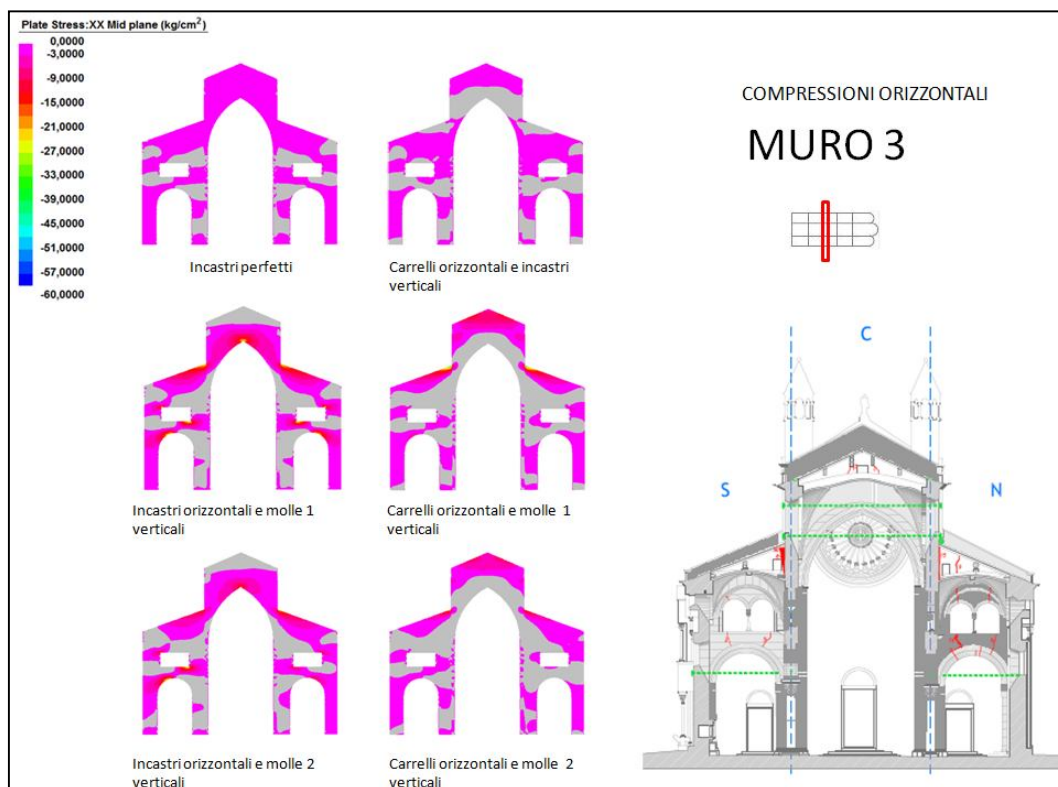 Plate Stress:XX Mid plane (kg/cm²)
0,0000
-3,0000
-9,0000
-15,0000
-21,0000
-27,0000
-33,0000
-39,0000
-45,0000
-51,0000
-57,0000
-60,0000
Incastri perfetti
Carrelli orizzontali e incastri
verticali
Incastri orizzontali e molle 1
verticali
Carrelli orizzontali e molle 1
verticali
Incastri orizzontali e molle 2
verticali
Carrelli orizzontali e molle 2
verticali
COMPRESSIONI ORIZZONTALI
MURO 3
C
S
N